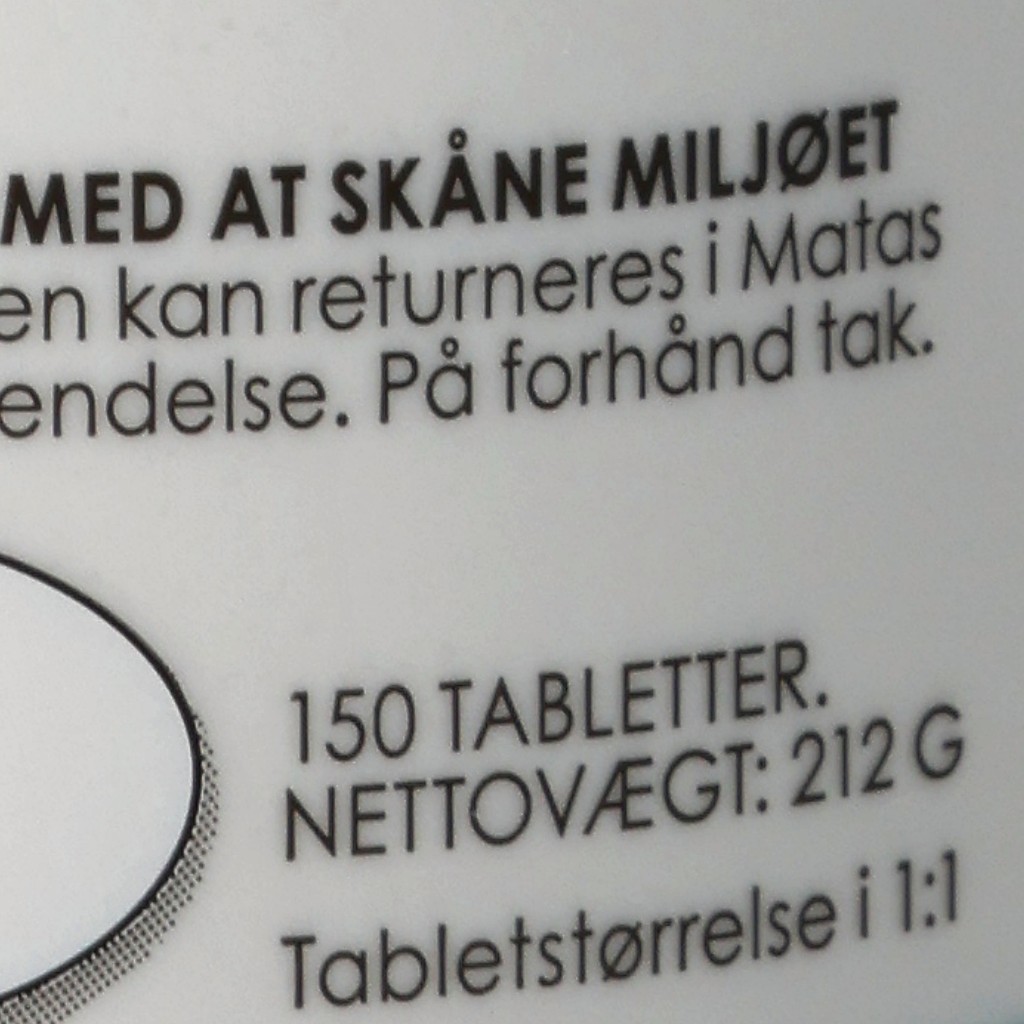 MED AT SKÅNE MILJØET
en kan returneres i Matas
endelse. På forhånd tak.
150 TABLETTER.
NETTOVÆGT: 212 G
Tabletstørrelse i 1:1